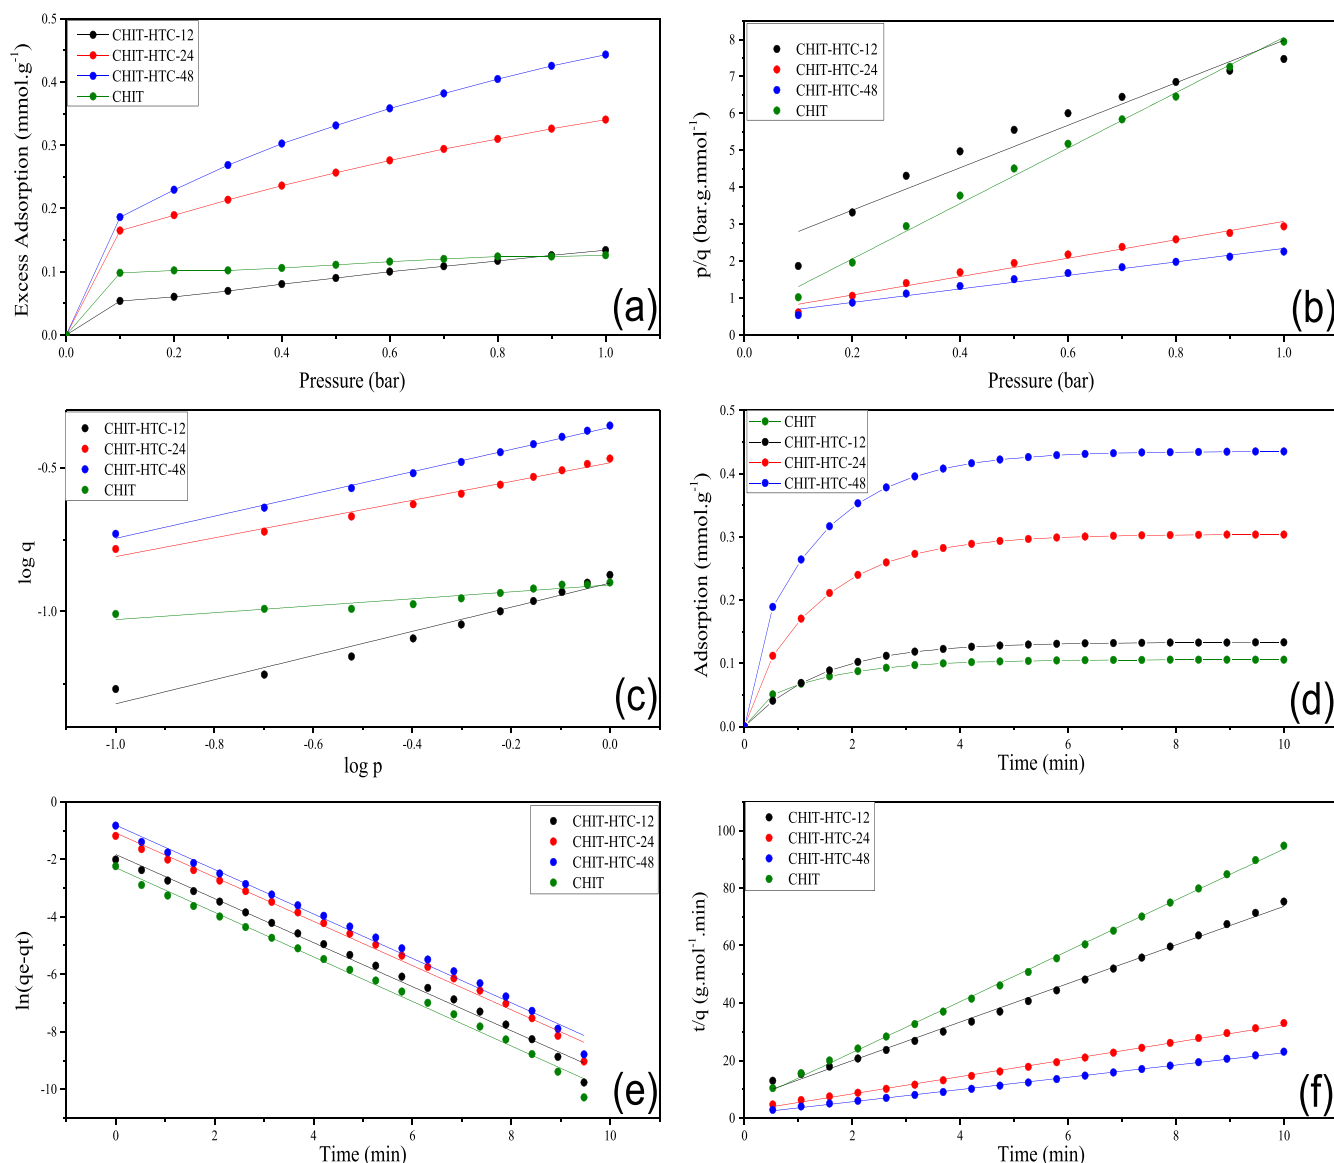 CHIT-HTC-12
CHIT-HTC-24
CHIT-HTC-48
CHIT
Excess Adsorption (mmol.g⁻¹)
0.5
0.4
0.3
0.2
0.1
0.0
0.0 0.2 0.4 0.6 0.8 1.0
Pressure (bar)
(a)
CHIT-HTC-12
CHIT-HTC-24
CHIT-HTC-48
CHIT
p/q (bar.g.mmol⁻¹)
8
7
6
5
4
3
2
1
0
0.0 0.2 0.4 0.6 0.8 1.0
Pressure (bar)
(b)
CHIT-HTC-12
CHIT-HTC-24
CHIT-HTC-48
CHIT
log q
-0.5
-1.0
-1.0 -0.8 -0.6 -0.4 -0.2 0.0
log p
(c)
CHIT
CHIT-HTC-12
CHIT-HTC-24
CHIT-HTC-48
Adsorption (mmol.g⁻¹)
0.5
0.4
0.3
0.2
0.1
0.0
0 2 4 6 8 10
Time (min)
(d)
CHIT-HTC-12
CHIT-HTC-24
CHIT-HTC-48
CHIT
ln(qe-qt)
0
-2
-4
-6
-8
-10
0 2 4 6 8 10
Time (min)
(e)
CHIT-HTC-12
CHIT-HTC-24
CHIT-HTC-48
CHIT
t/q (g.mol⁻¹.min)
100
80
60
40
20
0
0 2 4 6 8 10
Time (min)
(f)